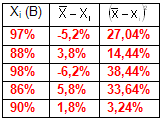 Xi (B) X̄ – Xi (x̄ – xi)²
97% -5,2% 27,04%
88% 3,8% 14,44%
98% -6,2% 38,44%
86% 5,8% 33,64%
90% 1,8% 3,24%